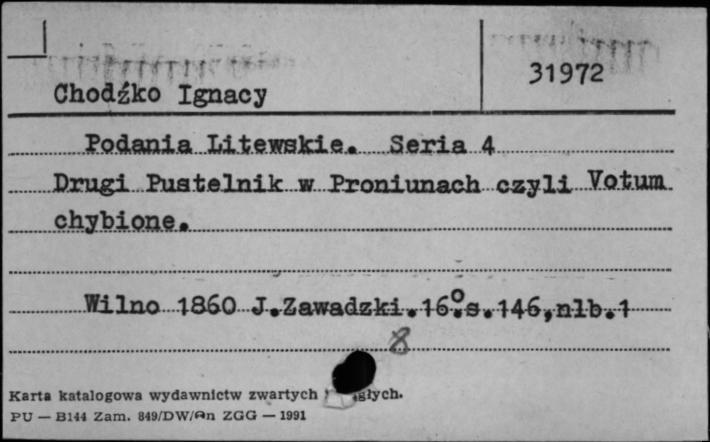 31972
Chodźko Ignacy
Podania Litewskie. Seria 4
Drugi Pustelnik w Proniunach czyli Votum
chybione.
Wilno 1860 J.Zawadzki.16°.s.146,nlb.1
8
Karta katalogowa wydawnictw zwartych
PU — B144 Zam. 849/DW/An ZGG — 1991